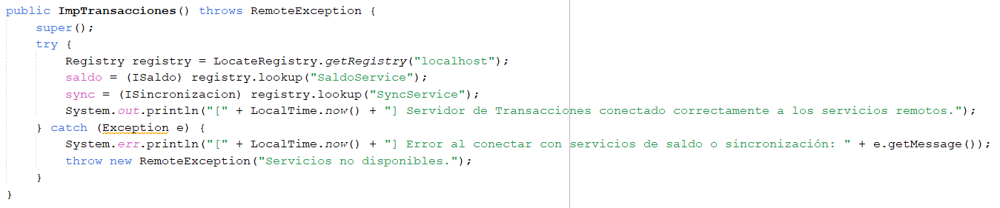 public ImpTransacciones() throws RemoteException {
    super();
    try {
        Registry registry = LocateRegistry.getRegistry("localhost");
        saldo = (ISaldo) registry.lookup("SaldoService");
        sync = (ISincronizacion) registry.lookup("SyncService");
        System.out.println("[" + LocalTime.now() + "] Servidor de Transacciones conectado correctamente a los servicios remotos.");
    } catch (Exception e) {
        System.err.println("[" + LocalTime.now() + "] Error al conectar con servicios de saldo o sincronización: " + e.getMessage());
        throw new RemoteException("Servicios no disponibles.");
    }
}